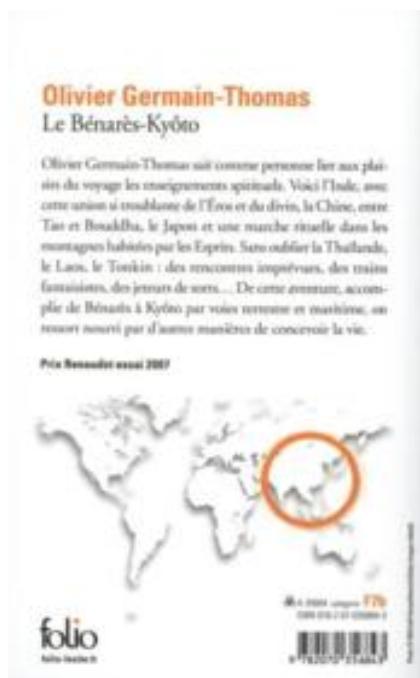 Olivier Germain-Thomas
Le Bénarès-Kyôto
Olivier Germain-Thomas sait comme personne lier aux plai-
sirs du voyage les enseignements spirituels. Voici l'Inde, avec
cette union si troublante de l'Éros et du divin, la Chine, entre
Tao et Bouddha, le Japon et une marche rituelle dans les
montagnes habitées par les Esprits. Sans oublier la Thaïlande,
le Laos, le Tonkin : des rencontres imprévues, des trains
fantaisistes, des jeteurs de sorts… De cette aventure, accom-
plie de Bénarès à Kyôto par voies terrestre et maritime, on
ressort nourri par d'autres manières de concevoir la vie.
Prix Renaudot essai 2007
folio
folio-lesite.fr
catégorie F7b